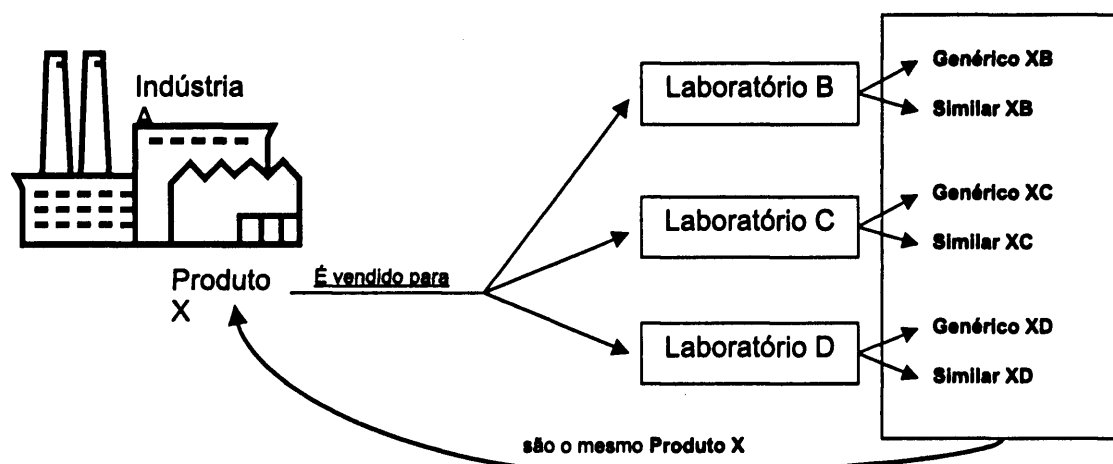 Indústria
A
Produto
X
É vendido para
Laboratório B
Genérico XB
Similar XB
Laboratório C
Genérico XC
Similar XC
Laboratório D
Genérico XD
Similar XD
são o mesmo Produto X